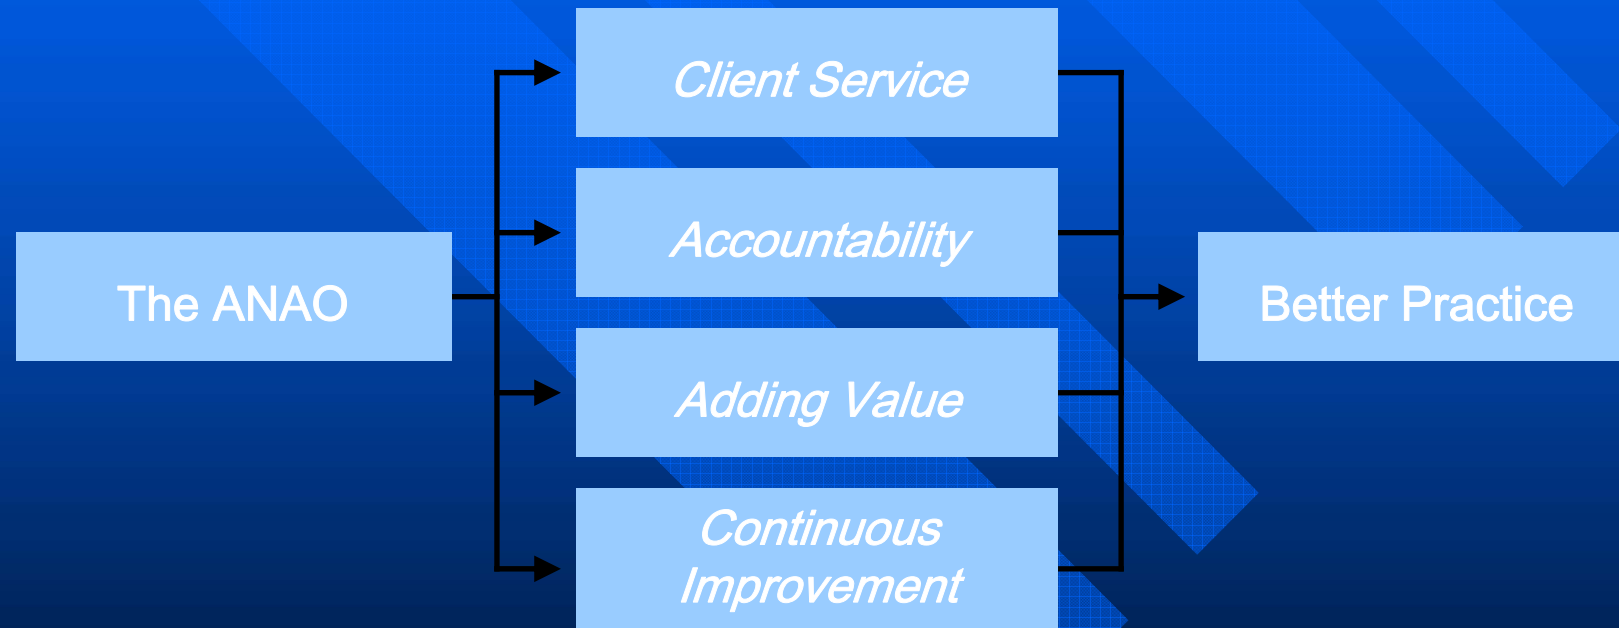 The ANAO
Client Service
Accountability
Adding Value
Continuous
Improvement
Better Practice